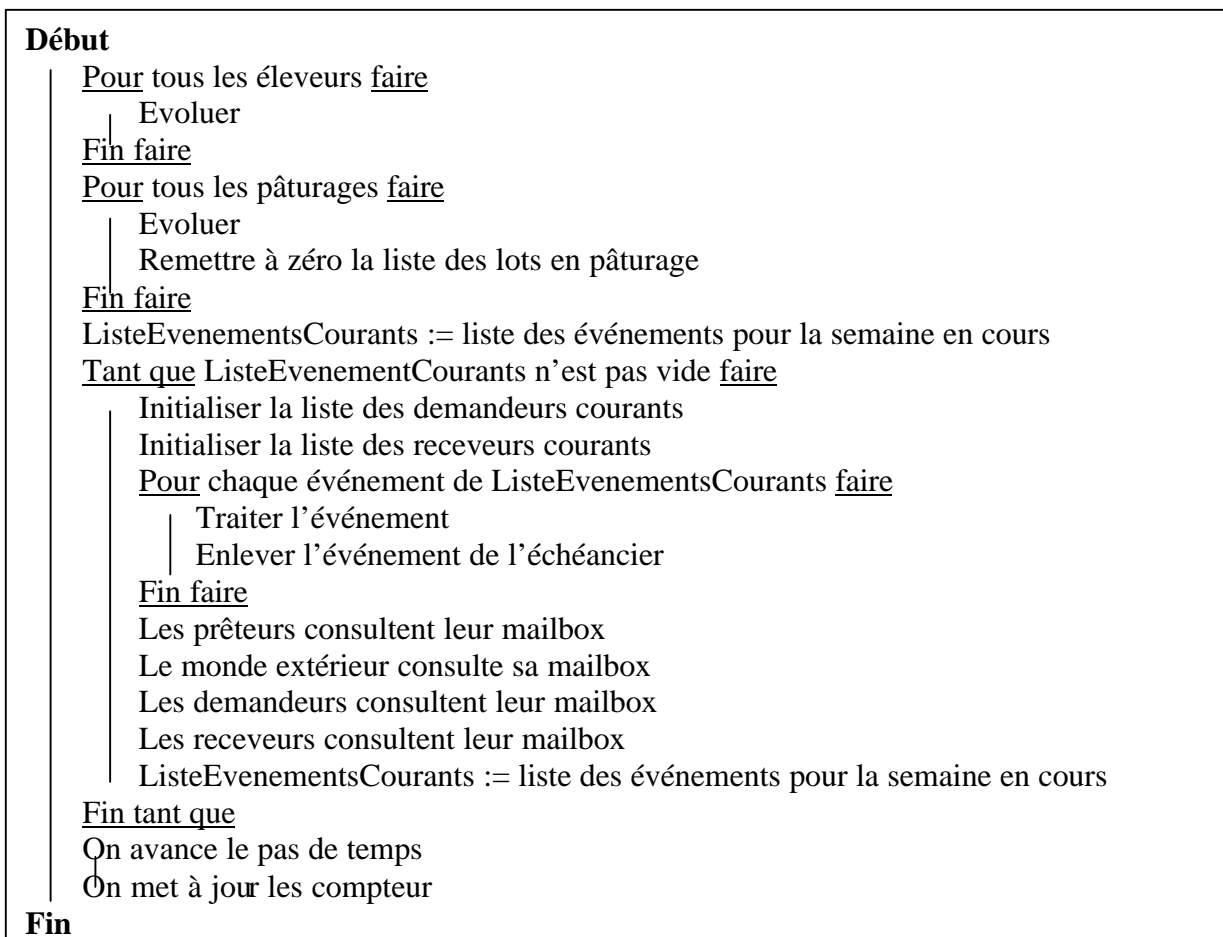 Début
Pour tous les éleveurs faire
Evoluer
Fin faire
Pour tous les pâturages faire
Evoluer
Remettre à zéro la liste des lots en pâturage
Fin faire
ListeEvenementsCourants := liste des événements pour la semaine en cours
Tant que ListeEvenementCourants n’est pas vide faire
Initialiser la liste des demandeurs courants
Initialiser la liste des receveurs courants
Pour chaque événement de ListeEvenementsCourants faire
Traiter l’événement
Enlever l’événement de l’échéancier
Fin faire
Les prêteurs consultent leur mailbox
Le monde extérieur consulte sa mailbox
Les demandeurs consultent leur mailbox
Les receveurs consultent leur mailbox
ListeEvenementsCourants := liste des événements pour la semaine en cours
Fin tant que
On avance le pas de temps
On met à jour les compteur
Fin